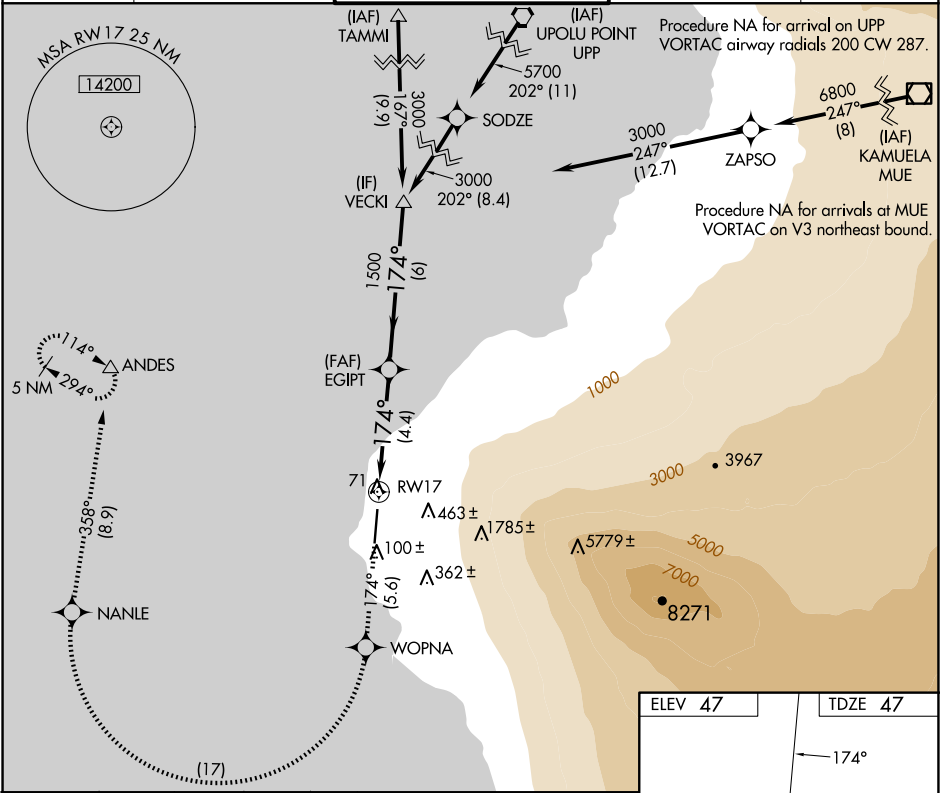 MSA RW17 25 NM
14200
(IAF)
TAMMI
(IAF)
UPOLU POINT
UPP
Procedure NA for arrival on UPP
VORTAC airway radials 200 CW 287.
5700
202° (11)
3000
167°
(9.9)
SODZE
3000
202° (8.4)
(IF)
VECKI
6800
247°
(8)
(IAF)
KAMUELA
MUE
3000
247°
(12.7)
ZAPSO
Procedure NA for arrivals at MUE
VORTAC on V3 northeast bound.
1500
174°
(6)
114°
ANDES
5 NM
294°
(FAF)
EGIPT
174°
(4.4)
1000
3000
3967
71
RW17
463±
1785±
5779±
5000
7000
8271
100±
362±
358°
(8.9)
174°
(5.6)
NANLE
WOPNA
(17)
ELEV 47
TDZE 47
174°